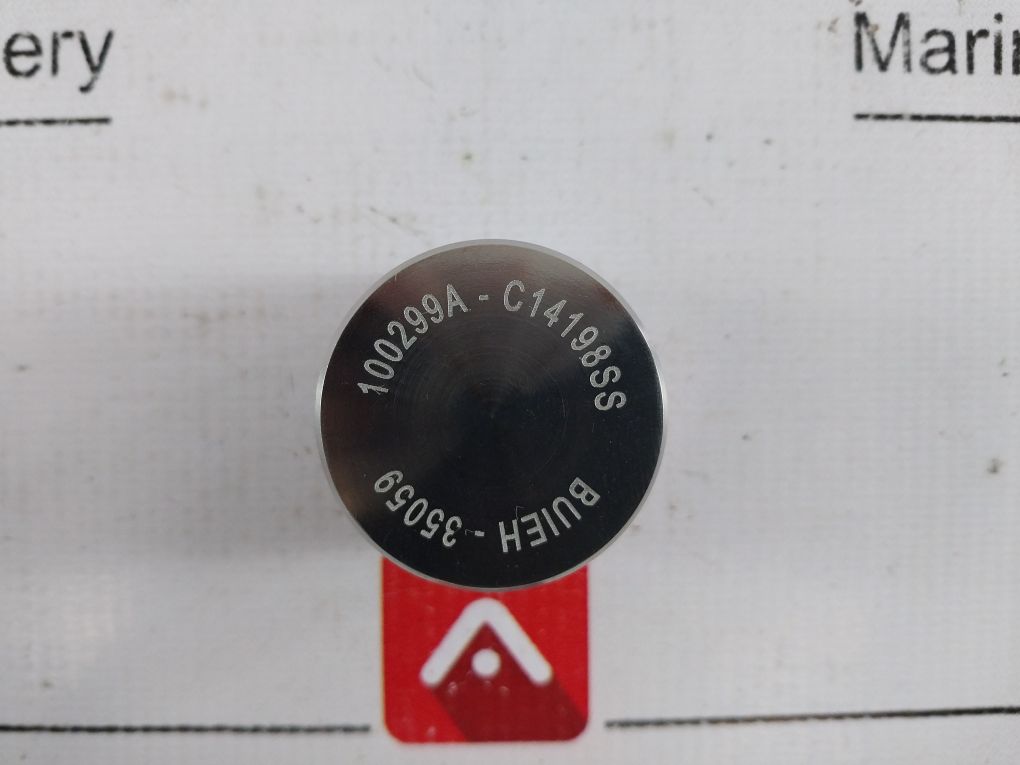 ery
Marin
100299A - C14198SS
BUIEH - 35059